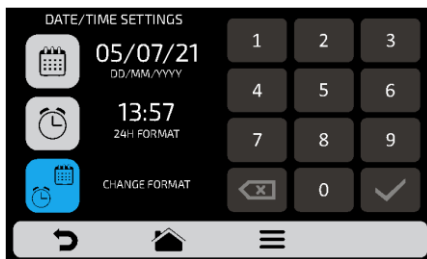 DATE/TIME SETTINGS
05/07/21
DD/MM/YYYY
13:57
24H FORMAT
CHANGE FORMAT
1 2 3
4 5 6
7 8 9
0